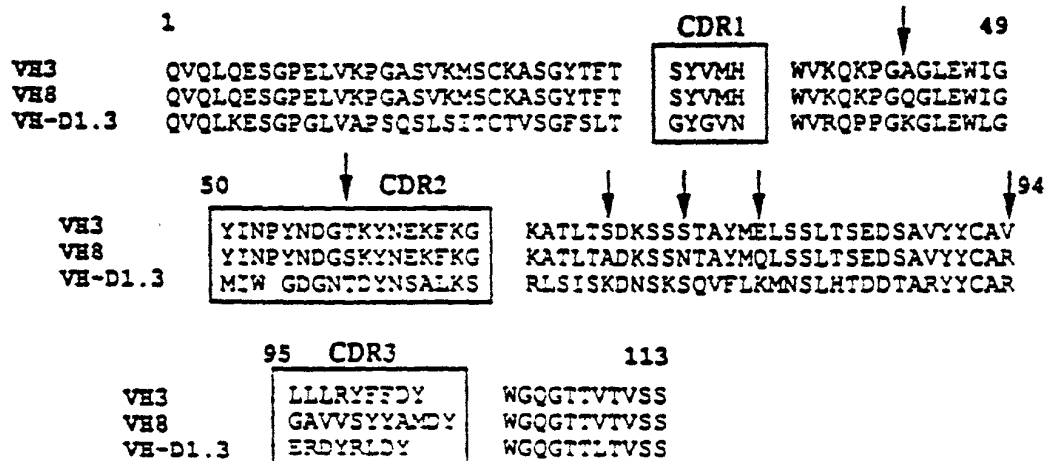 1 CDR1 49
VH3 QVQLQESGPELVKPGASVKMSCKASGYTFT SYVMH WVKQKPGAGLEWIG
VH8 QVQLQESGPELVKPGASVKMSCKASGYTFT SYVMH WVKQKPGQGLEWIG
VH-D1.3 QVQLKESGPGLVAPSQSLSITCTVSGFSLT GYGVN WVRQPPGKGLEWLG
50 CDR2 94
VH3 YINPYNDGTKYNEKFKG KATLTSDKSSSTAYMELSSLTSEDSAVYYCAV
VH8 YINPYNDGSKYNEKFKG KATLTADKSSNTAYMQLSSLTSEDSAVYYCAR
VH-D1.3 MIW GDGNTDYNSALKS RLSISKDNSKSQVFLKMNSLHTDDTARYYCAR
95 CDR3 113
VH3 LLLRYFFDY WGQGTTVTVSS
VH8 GAVVSYYAMDY WGQGTTVTVSS
VH-D1.3 ERDYRLDY WGQGTTLTVSS